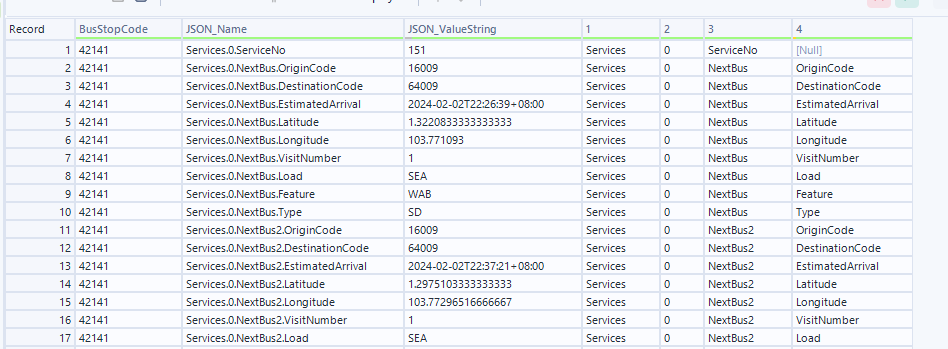 Record BusStopCode JSON_Name JSON_ValueString 1 2 3 4
1 42141 Services.0.ServiceNo 151 Services 0 ServiceNo [Null]
2 42141 Services.0.NextBus.OriginCode 16009 Services 0 NextBus OriginCode
3 42141 Services.0.NextBus.DestinationCode 64009 Services 0 NextBus DestinationCode
4 42141 Services.0.NextBus.EstimatedArrival 2024-02-02T22:26:39+08:00 Services 0 NextBus EstimatedArrival
5 42141 Services.0.NextBus.Latitude 1.3220833333333333 Services 0 NextBus Latitude
6 42141 Services.0.NextBus.Longitude 103.771093 Services 0 NextBus Longitude
7 42141 Services.0.NextBus.VisitNumber 1 Services 0 NextBus VisitNumber
8 42141 Services.0.NextBus.Load SEA Services 0 NextBus Load
9 42141 Services.0.NextBus.Feature WAB Services 0 NextBus Feature
10 42141 Services.0.NextBus.Type SD Services 0 NextBus Type
11 42141 Services.0.NextBus2.OriginCode 16009 Services 0 NextBus2 OriginCode
12 42141 Services.0.NextBus2.DestinationCode 64009 Services 0 NextBus2 DestinationCode
13 42141 Services.0.NextBus2.EstimatedArrival 2024-02-02T22:37:21+08:00 Services 0 NextBus2 EstimatedArrival
14 42141 Services.0.NextBus2.Latitude 1.2975103333333333 Services 0 NextBus2 Latitude
15 42141 Services.0.NextBus2.Longitude 103.77296516666667 Services 0 NextBus2 Longitude
16 42141 Services.0.NextBus2.VisitNumber 1 Services 0 NextBus2 VisitNumber
17 42141 Services.0.NextBus2.Load SEA Services 0 NextBus2 Load